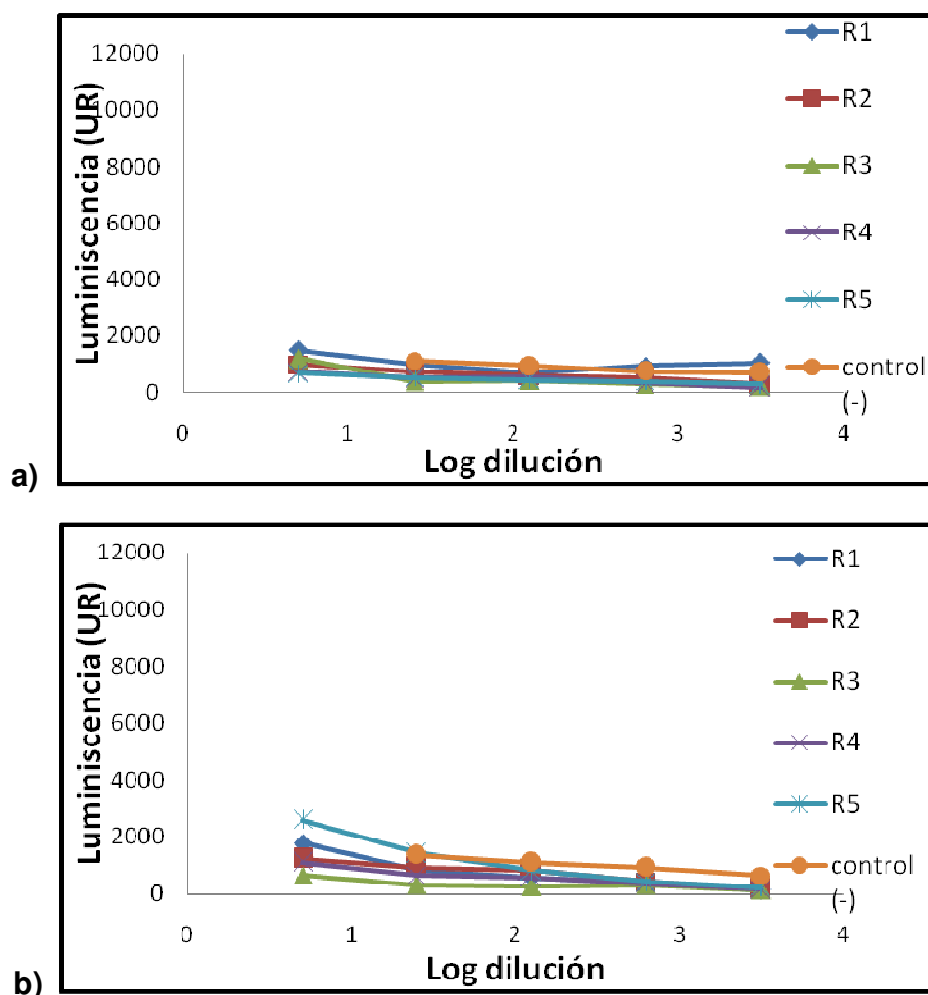 12000
10000
8000
6000
4000
2000
0
Luminiscencia (UR)
0 1 2 3 4
Log dilución
R1
R2
R3
R4
R5
control
(-)
a)
12000
10000
8000
6000
4000
2000
0
Luminiscencia (UR)
0 1 2 3 4
Log dilución
R1
R2
R3
R4
R5
control
(-)
b)